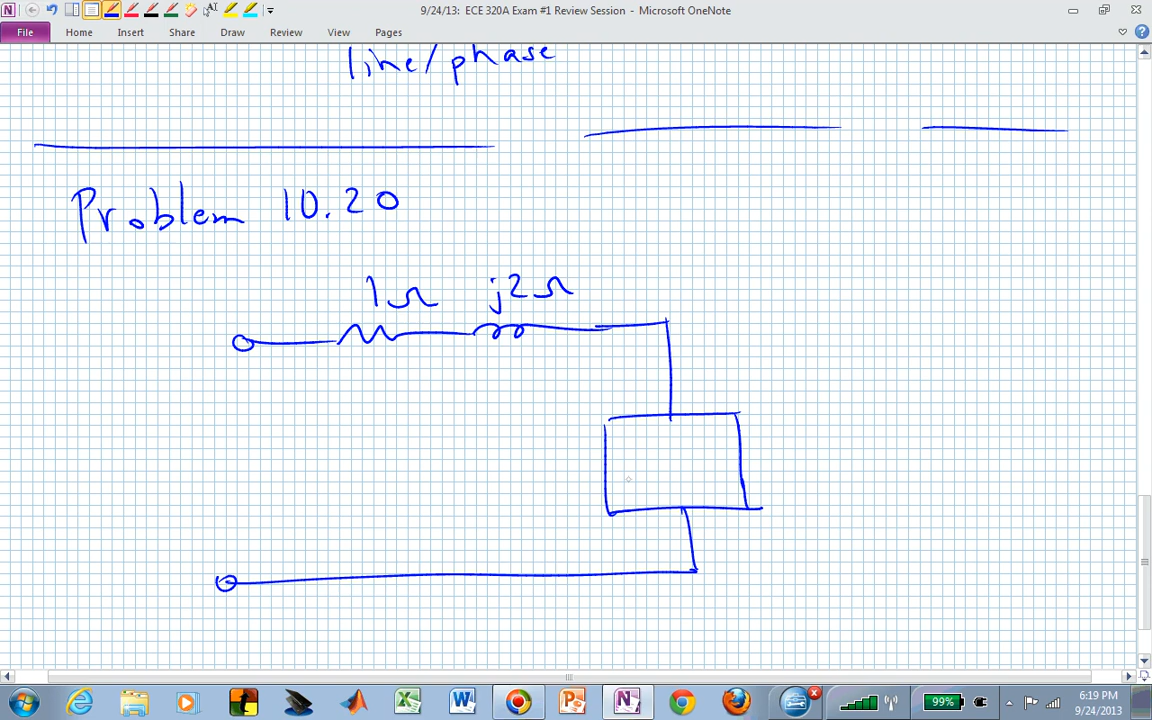 9/24/13: ECE 320A Exam #1 Review Session - Microsoft OneNote
File Home Insert Share Draw Review View Pages
line/phase
Problem 10.20
1Ω j2Ω
99%
6:19 PM
9/24/2013